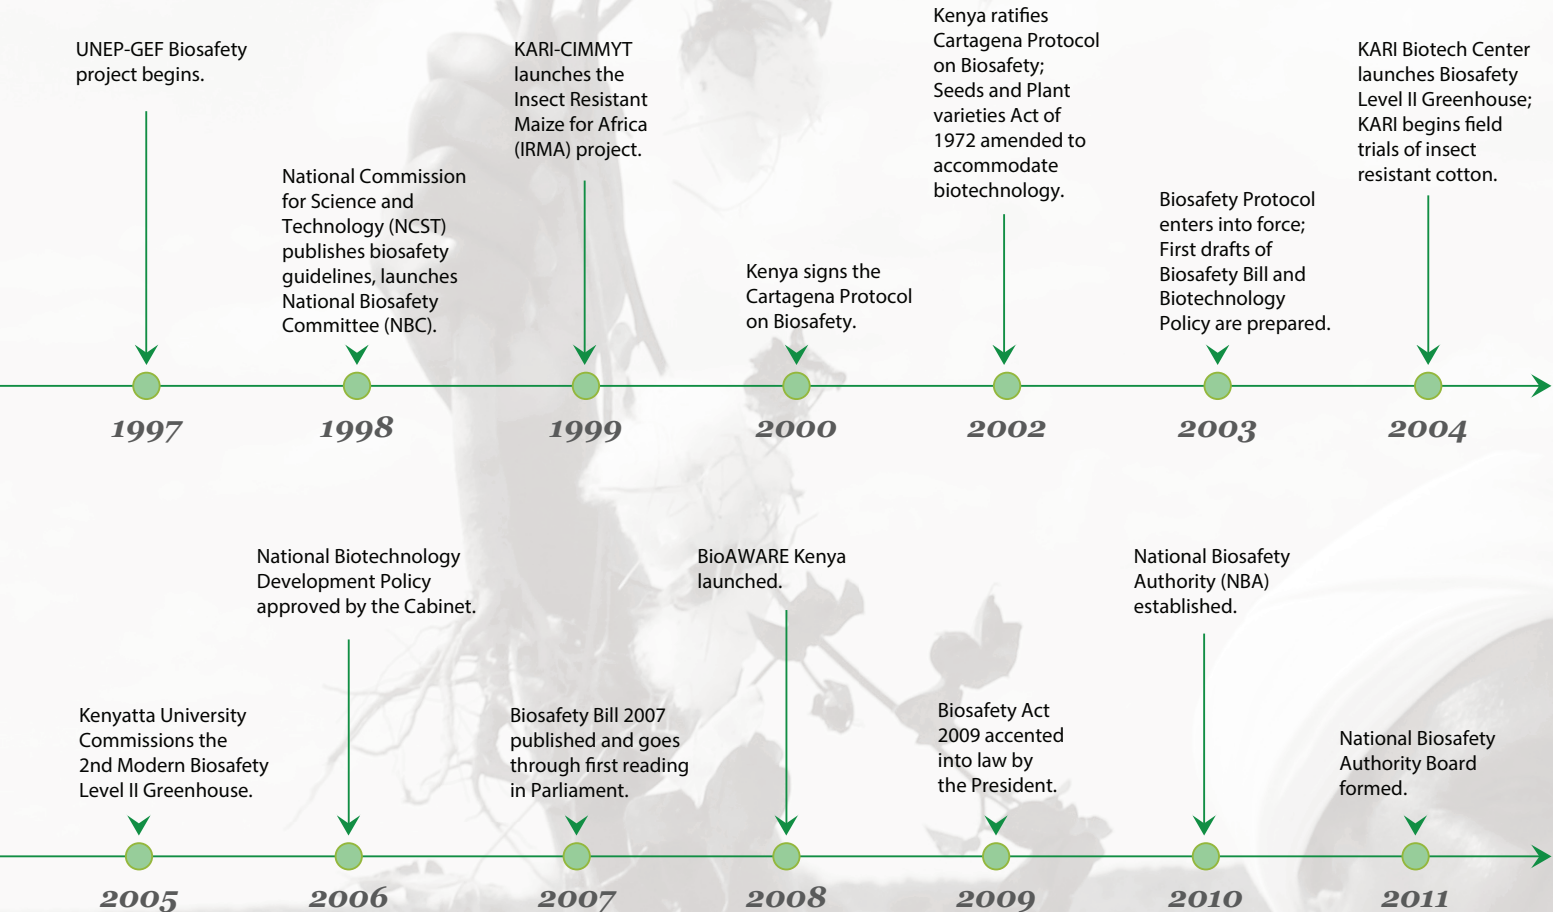 UNEP-GEF Biosafety
project begins.
National Commission
for Science and
Technology (NCST)
publishes biosafety
guidelines, launches
National Biosafety
Committee (NBC).
KARI-CIMMYT
launches the
Insect Resistant
Maize for Africa
(IRMA) project.
Kenya signs the
Cartagena Protocol
on Biosafety.
Kenya ratifies
Cartagena Protocol
on Biosafety;
Seeds and Plant
varieties Act of
1972 amended to
accommodate
biotechnology.
Biosafety Protocol
enters into force;
First drafts of
Biosafety Bill and
Biotechnology
Policy are prepared.
KARI Biotech Center
launches Biosafety
Level II Greenhouse;
KARI begins field
trials of insect
resistant cotton.
1997 1998 1999 2000 2002 2003 2004
Kenyatta University
Commissions the
2nd Modern Biosafety
Level II Greenhouse.
National Biotechnology
Development Policy
approved by the Cabinet.
Biosafety Bill 2007
published and goes
through first reading
in Parliament.
BioAWARE Kenya
launched.
Biosafety Act
2009 accented
into law by
the President.
National Biosafety
Authority (NBA)
established.
National Biosafety
Authority Board
formed.
2005 2006 2007 2008 2009 2010 2011